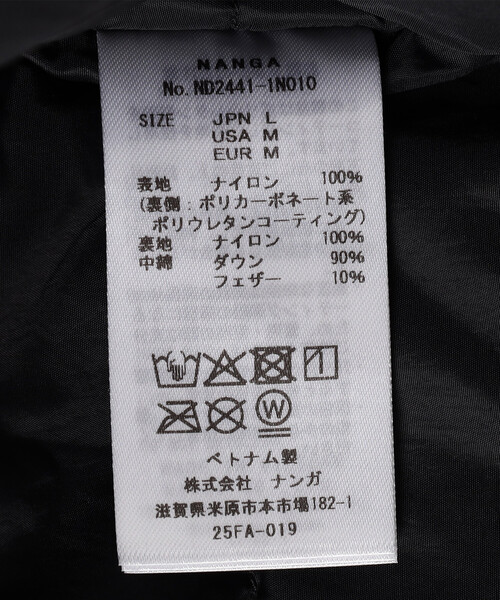 NANGA
No. ND2441-1N010
SIZE JPN L
USA M
EUR M
表地 ナイロン 100%
(裏側:ポリカーボネート系
ポリウレタンコーティング)
裏地 ナイロン 100%
中綿 ダウン 90%
フェザー 10%
W
ベトナム製
株式会社 ナンガ
滋賀県米原市本市場182-1
25FA-019